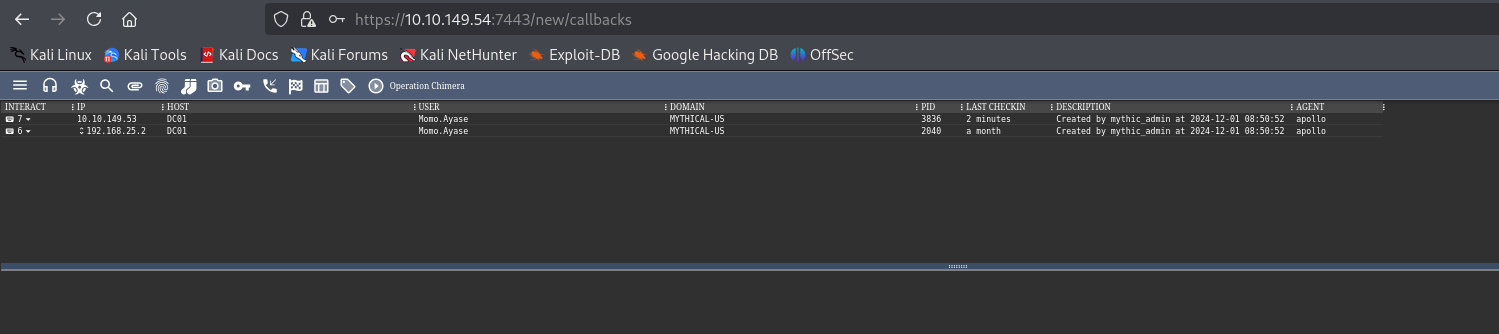 https://10.10.149.54:7443/new/callbacks
Kali Linux Kali Tools Kali Docs Kali Forums Kali NetHunter Exploit-DB Google Hacking DB OffSec
Operation Chimera
INTERACT IP HOST USER DOMAIN PID LAST CHECKIN DESCRIPTION AGENT
7 10.10.149.53 DC01 Momo.Ayase MYTHICAL-US 3836 2 minutes Created by mythic_admin at 2024-12-01 08:50:52 apollo
6 192.168.25.2 DC01 Momo.Ayase MYTHICAL-US 2040 a month Created by mythic_admin at 2024-12-01 08:50:52 apollo